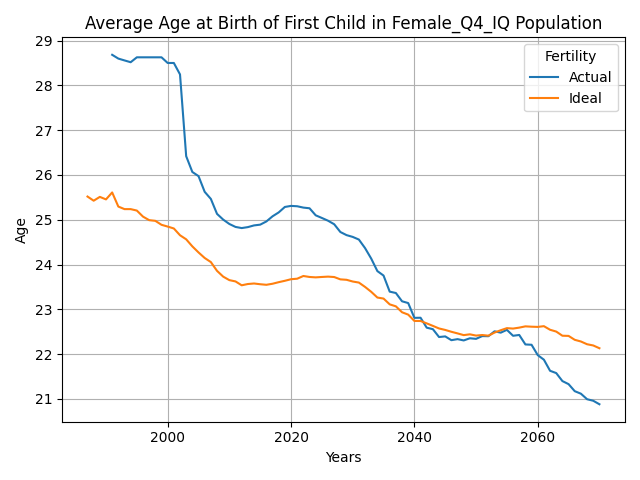 Average Age at Birth of First Child in Female_Q4_IQ Population
29
28
27
26
25
24
23
22
21
Age
Fertility
Actual
Ideal
2000 2020 2040 2060
Years